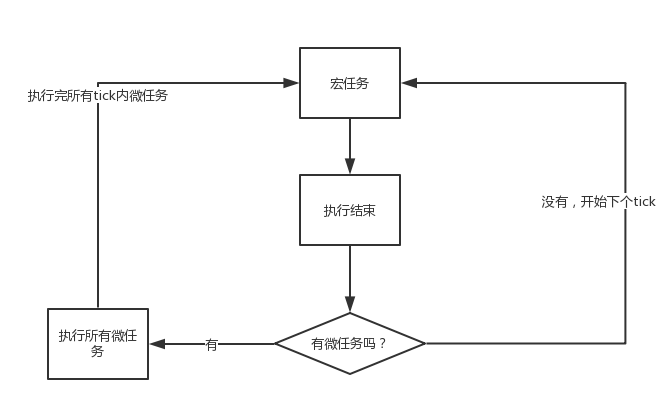 宏任务
执行完所有tick内微任务
执行结束
没有，开始下个tick
执行所有微任
务
有
有微任务吗？